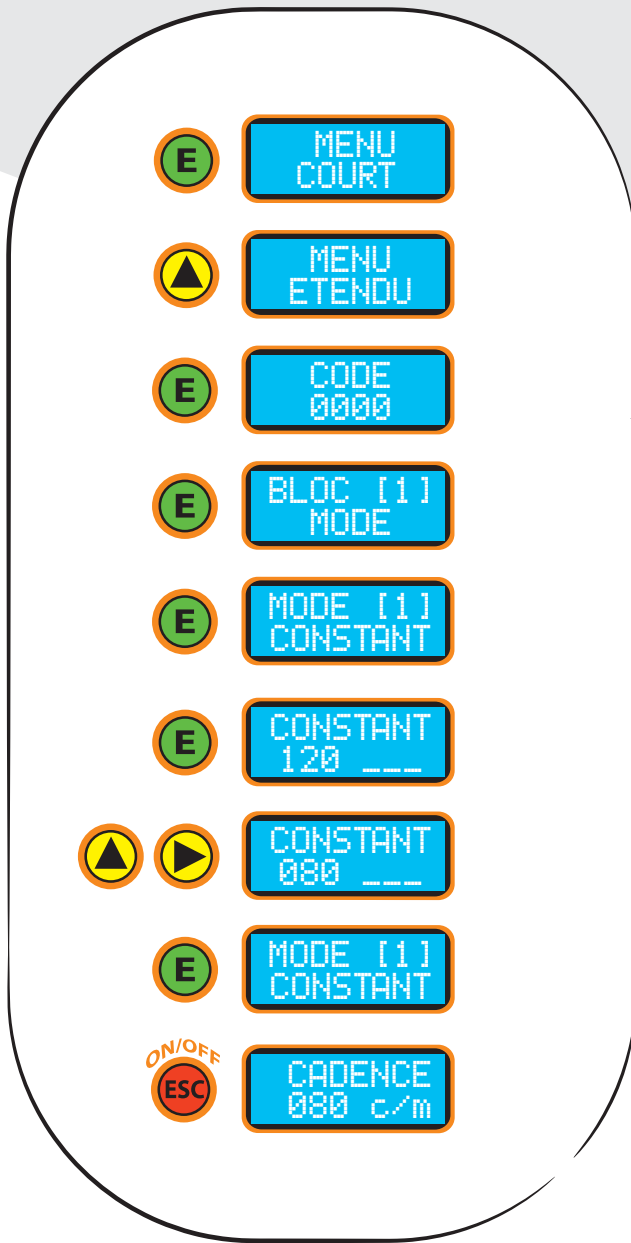 E
MENU
COURT
MENU
ETENDU
E
CODE
0000
E
BLOC [1]
MODE
E
MODE [1]
CONSTANT
E
CONSTANT
120 ___
CONSTANT
080 ___
E
MODE [1]
CONSTANT
ON/OFF
ESC
CADENCE
080 c/m